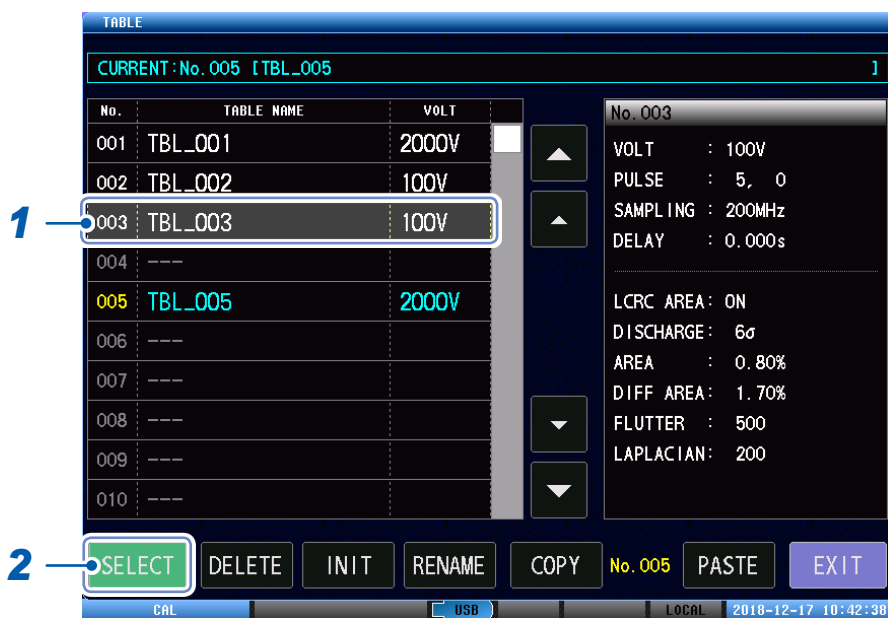 TABLE
CURRENT:No.005 [TBL_005 ]
No. TABLE NAME VOLT
001 TBL_001 2000V
002 TBL_002 100V
1
003 TBL_003 100V
004 ---
005 TBL_005 2000V
006 ---
007 ---
008 ---
009 ---
010 ---
No.003
VOLT : 100V
PULSE : 5, 0
SAMPLING : 200MHz
DELAY : 0.000s
LCRC AREA: ON
DISCHARGE: 6σ
AREA : 0.80%
DIFF AREA: 1.70%
FLUTTER : 500
LAPLACIAN: 200
2
SELECT DELETE INIT RENAME COPY No.005 PASTE EXIT
CAL USB LOCAL 2018-12-17 10:42:38